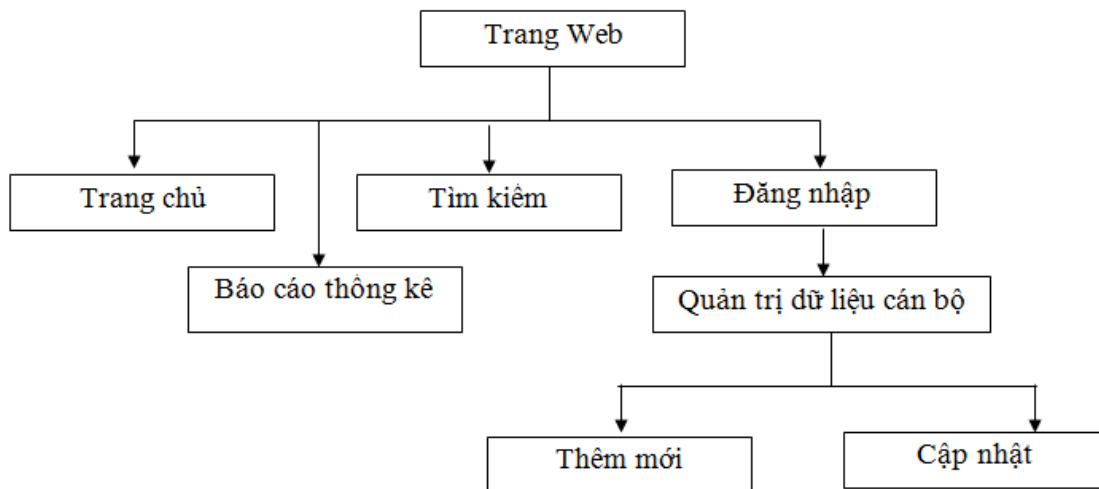 Trang Web
Trang chủ
Tìm kiếm
Đăng nhập
Báo cáo thống kê
Quản trị dữ liệu cán bộ
Thêm mới
Cập nhật